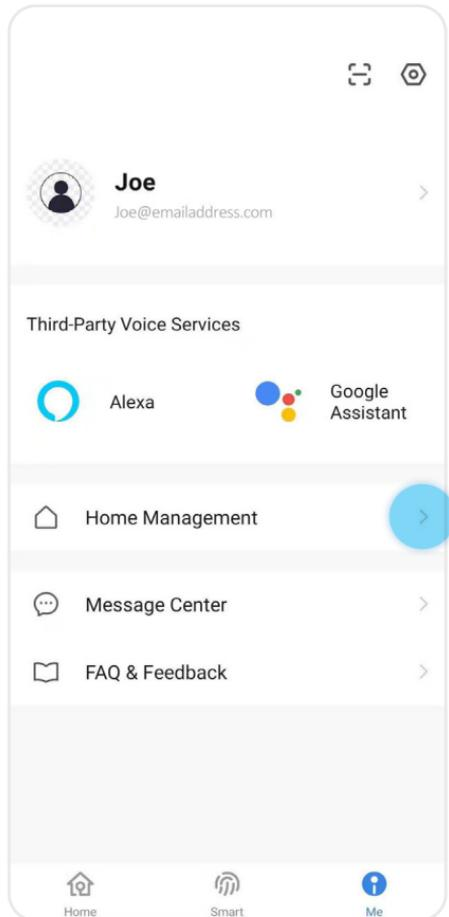 Joe
Joe@emailaddress.com
Third-Party Voice Services
Alexa
Google
Assistant
Home Management
Message Center
FAQ & Feedback
Home
Smart
Me